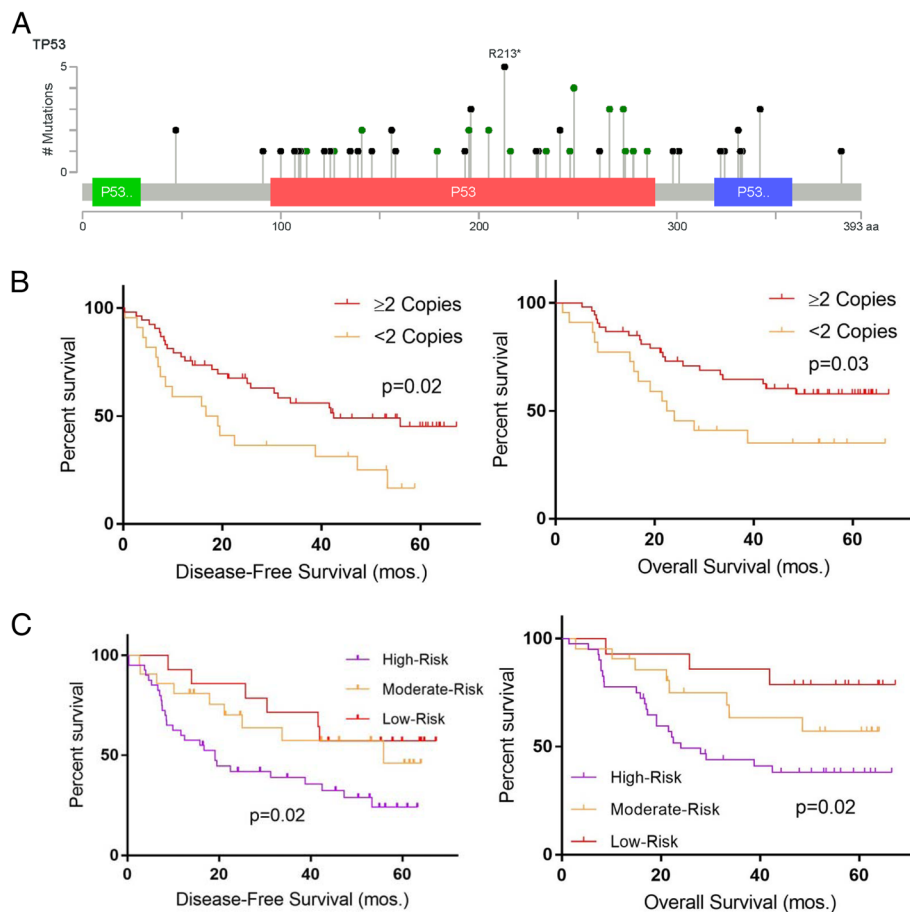 A
TP53
R213*
5
# Mutations
0
P53..
P53
P53..
0
100
200
300
393 aa
B
100
50
0
Percent survival
≥2 Copies
<2 Copies
p=0.02
0
20
40
60
Disease-Free Survival (mos.)
100
50
0
Percent survival
≥2 Copies
<2 Copies
p=0.03
0
20
40
60
Overall Survival (mos.)
C
100
50
0
Percent survival
High-Risk
Moderate-Risk
Low-Risk
p=0.02
0
20
40
60
Disease-Free Survival (mos.)
100
50
0
Percent survival
High-Risk
Moderate-Risk
Low-Risk
p=0.02
0
20
40
60
Overall Survival (mos.)